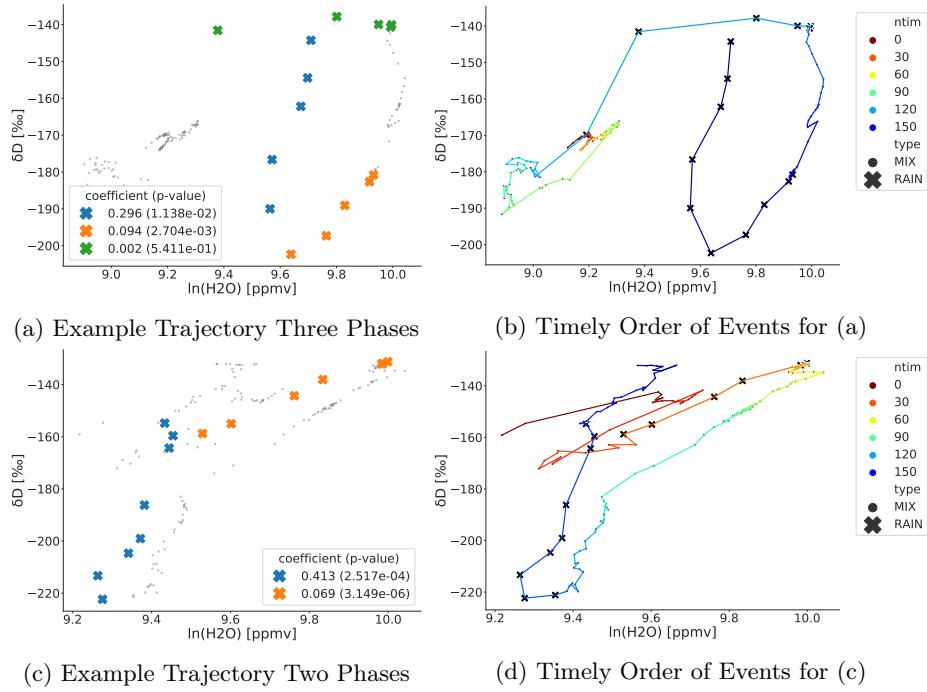 −140
−150
−160
−170
−180
−190
−200
δD [‰]
coefficient (p-value)
0.296 (1.138e-02)
0.094 (2.704e-03)
0.002 (5.411e-01)
9.0 9.2 9.4 9.6 9.8 10.0
ln(H2O) [ppmv]
(a) Example Trajectory Three Phases
−140
−150
−160
−170
−180
−190
−200
δD [‰]
9.0 9.2 9.4 9.6 9.8 10.0
ln(H2O) [ppmv]
ntim
0
30
60
90
120
150
type
MIX
RAIN
(b) Timely Order of Events for (a)
−140
−160
−180
−200
−220
δD [‰]
coefficient (p-value)
0.413 (2.517e-04)
0.069 (3.149e-06)
9.2 9.4 9.6 9.8 10.0
ln(H2O) [ppmv]
(c) Example Trajectory Two Phases
−140
−160
−180
−200
−220
δD [‰]
9.2 9.4 9.6 9.8 10.0
ln(H2O) [ppmv]
ntim
0
30
60
90
120
150
type
MIX
RAIN
(d) Timely Order of Events for (c)